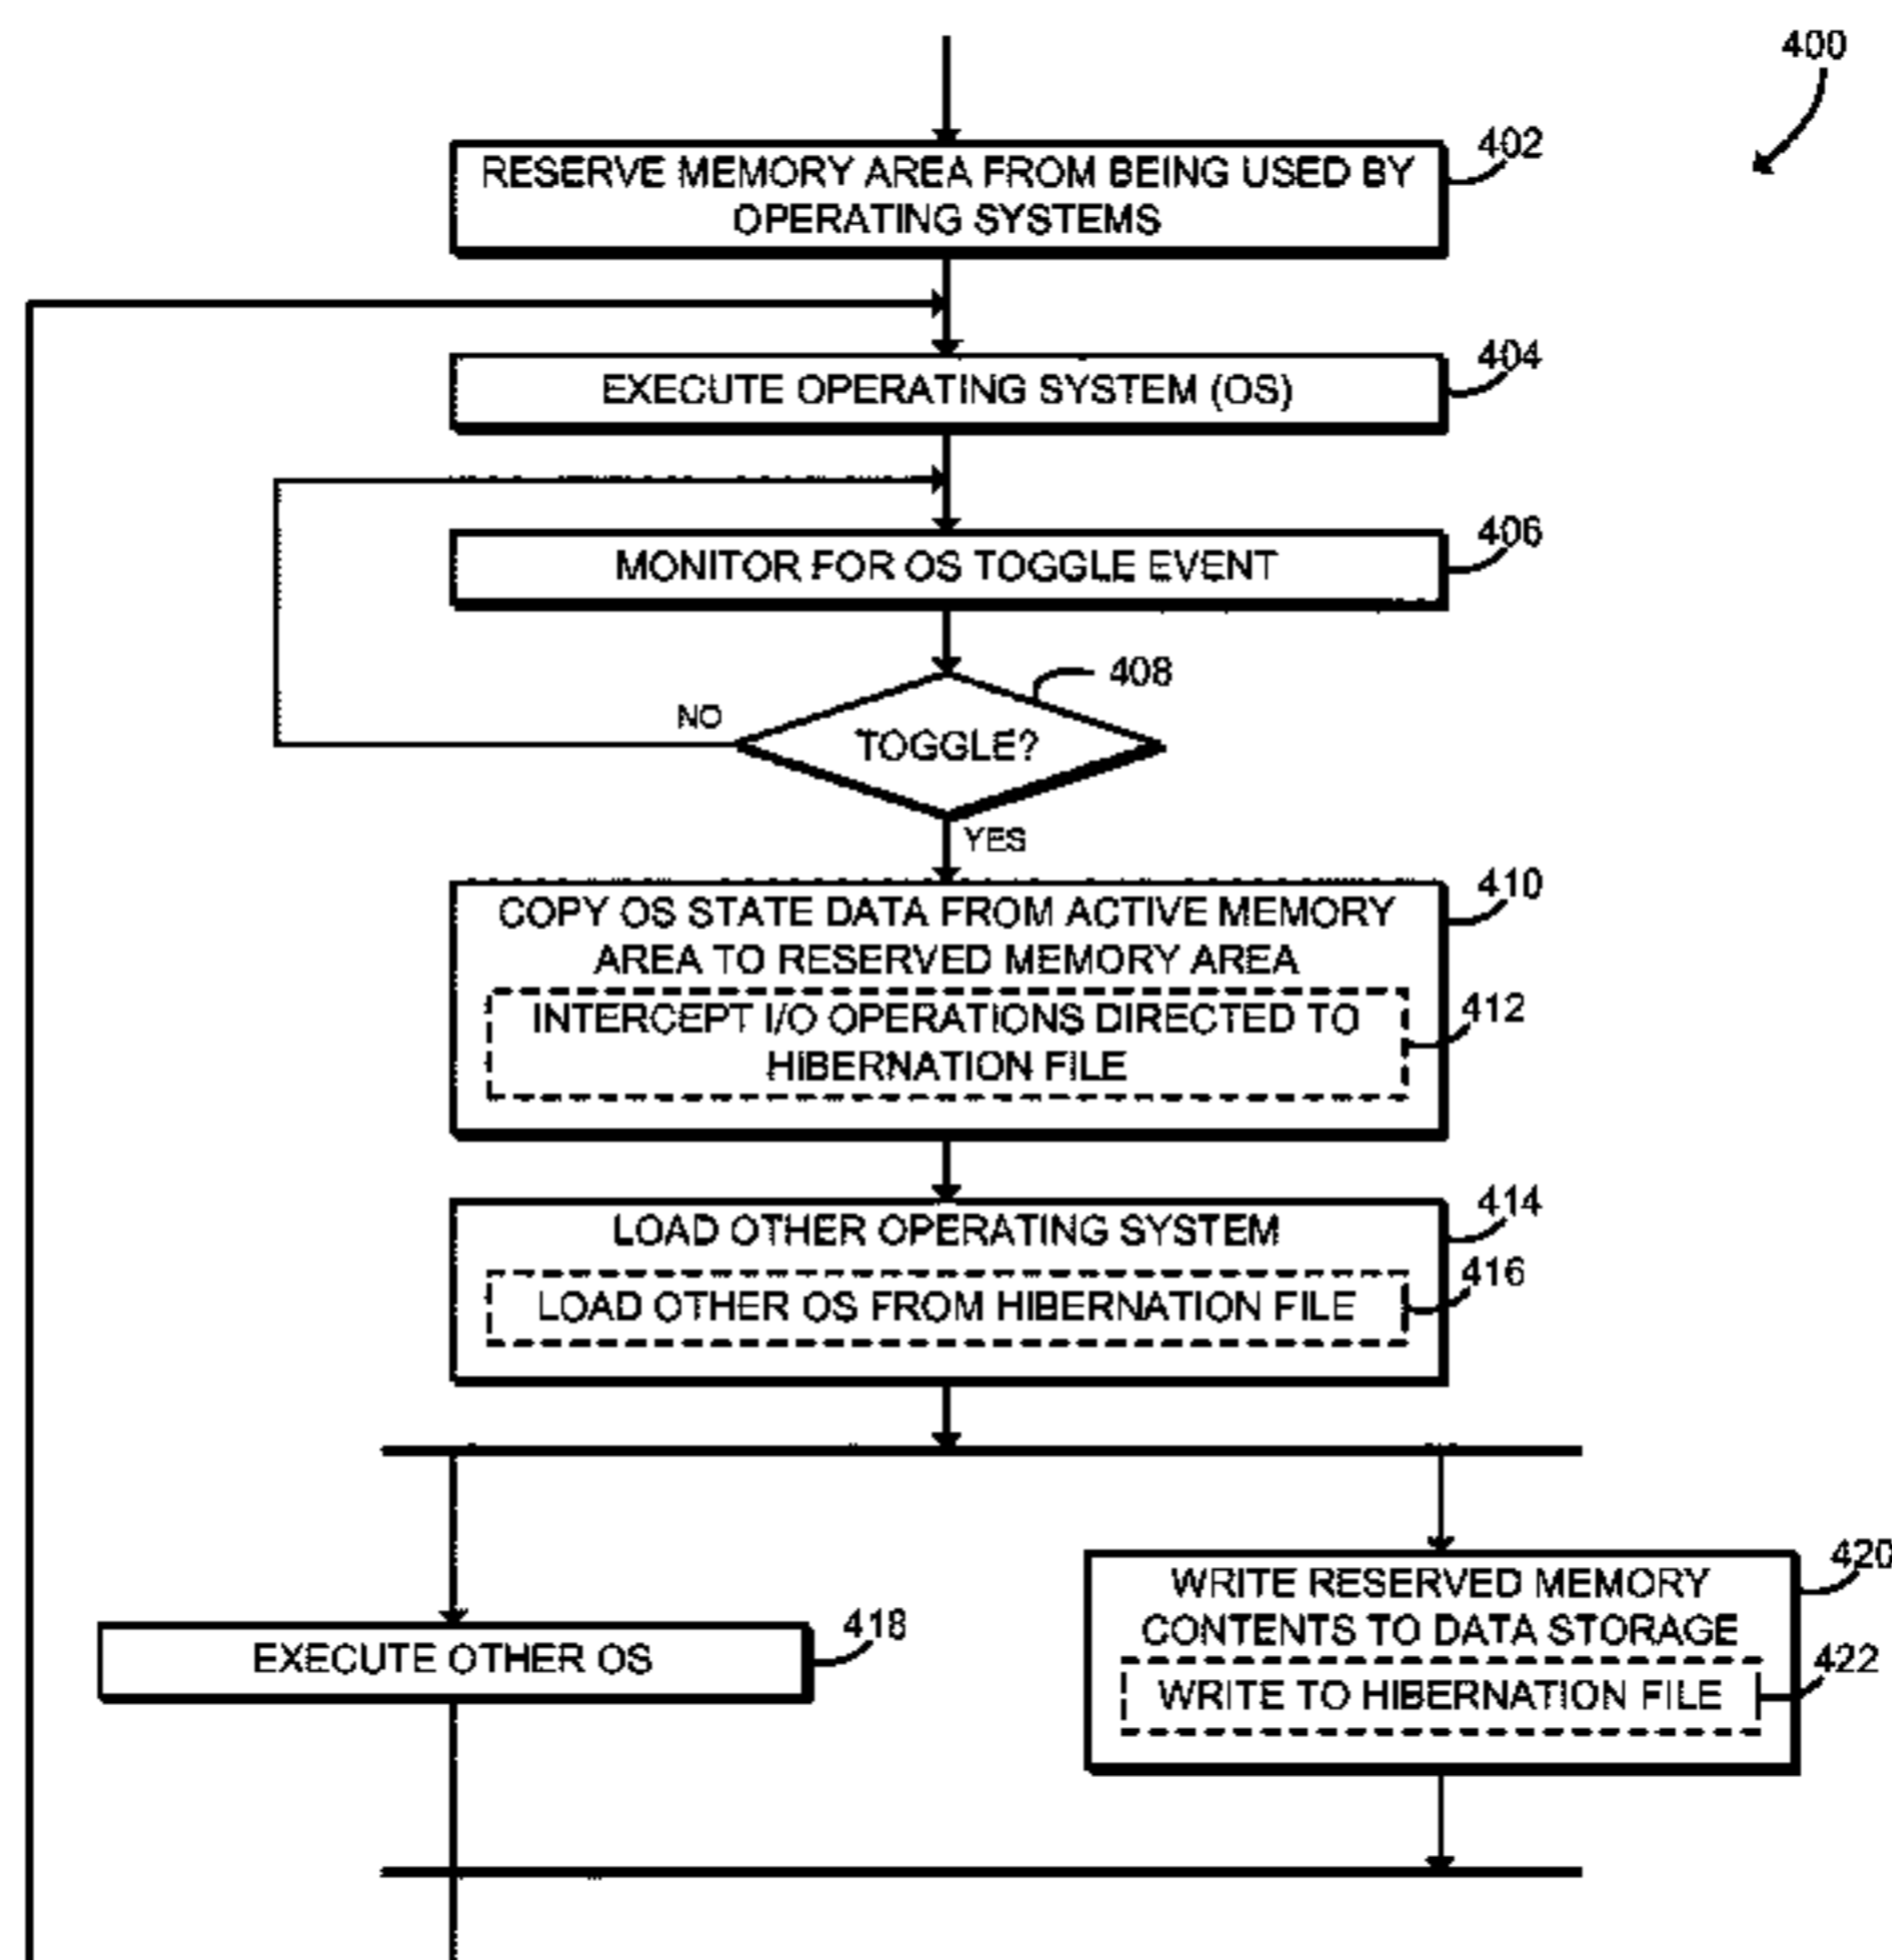 400
402
RESERVE MEMORY AREA FROM BEING USED BY
OPERATING SYSTEMS
404
EXECUTE OPERATING SYSTEM (OS)
406
MONITOR FOR OS TOGGLE EVENT
408
NO
TOGGLE?
YES
410
COPY OS STATE DATA FROM ACTIVE MEMORY
AREA TO RESERVED MEMORY AREA
412
INTERCEPT I/O OPERATIONS DIRECTED TO
HIBERNATION FILE
414
LOAD OTHER OPERATING SYSTEM
416
LOAD OTHER OS FROM HIBERNATION FILE
418
EXECUTE OTHER OS
420
WRITE RESERVED MEMORY
CONTENTS TO DATA STORAGE
422
WRITE TO HIBERNATION FILE